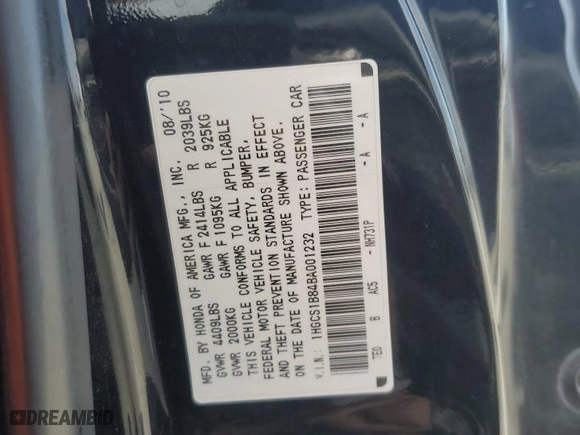 MFD. BY HONDA OF AMERICA MFG., INC. 08/'10
GVWR 4409LBS GAWR F 2414LBS R 2039LBS
GVWR 2000KG GAWR F 1095KG R 925KG
THIS VEHICLE CONFORMS TO ALL APPLICABLE
FEDERAL MOTOR VEHICLE SAFETY, BUMPER,
AND THEFT PREVENTION STANDARDS IN EFFECT
ON THE DATE OF MANUFACTURE SHOWN ABOVE.
V.I.N.: 1HGCS1B84BA001232 TYPE: PASSENGER CAR
TE0 B AC5 - NH731P - A - A
DREAMBID